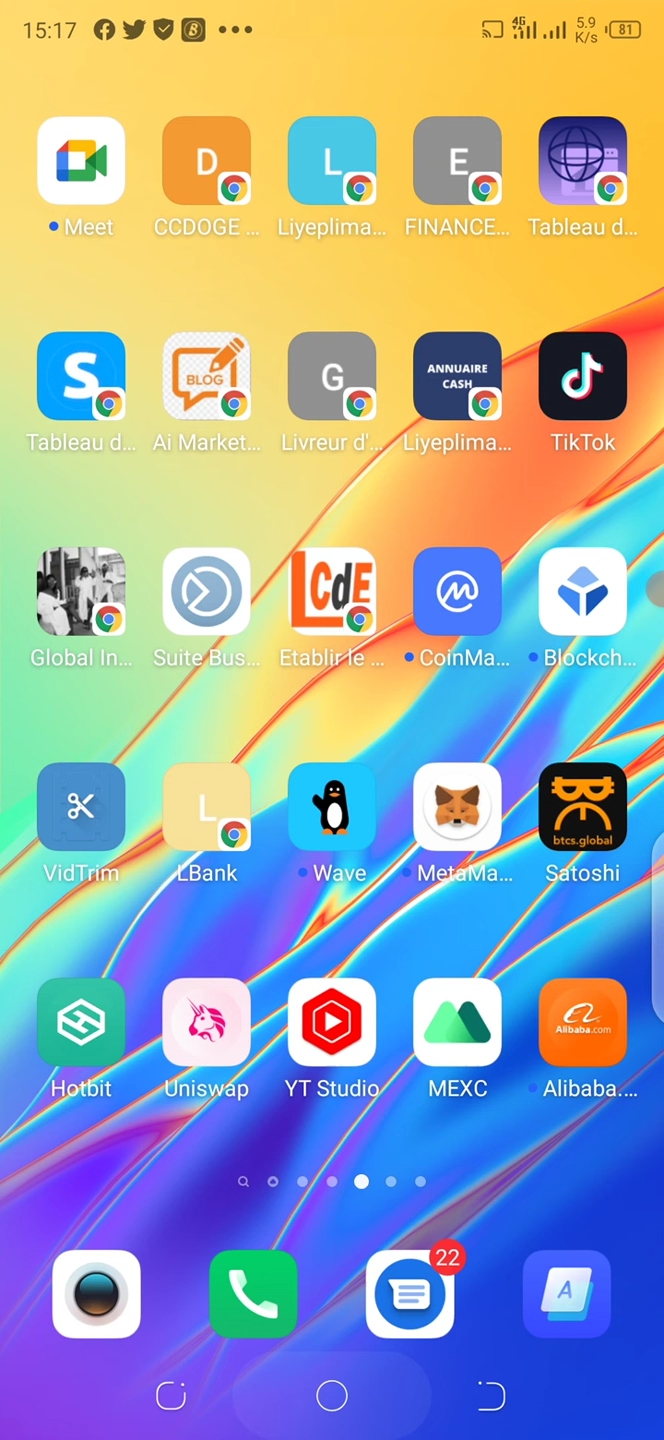 15:17
4G
5.9
K/s
81
D
L
E
Meet
CCDOGE ...
Liyeplima...
FINANCE...
Tableau d...
S
BLOG
G
ANNUAIRE
CASH
Tableau d...
Ai Market...
Livreur d'...
Liyeplima...
TikTok
LCdE
Global In...
Suite Bus...
Etablir le ...
CoinMa...
Blockch...
L
btcs.global
VidTrim
LBank
Wave
MetaMa...
Satoshi
Alibaba.com
Hotbit
Uniswap
YT Studio
MEXC
Alibaba....
22
A